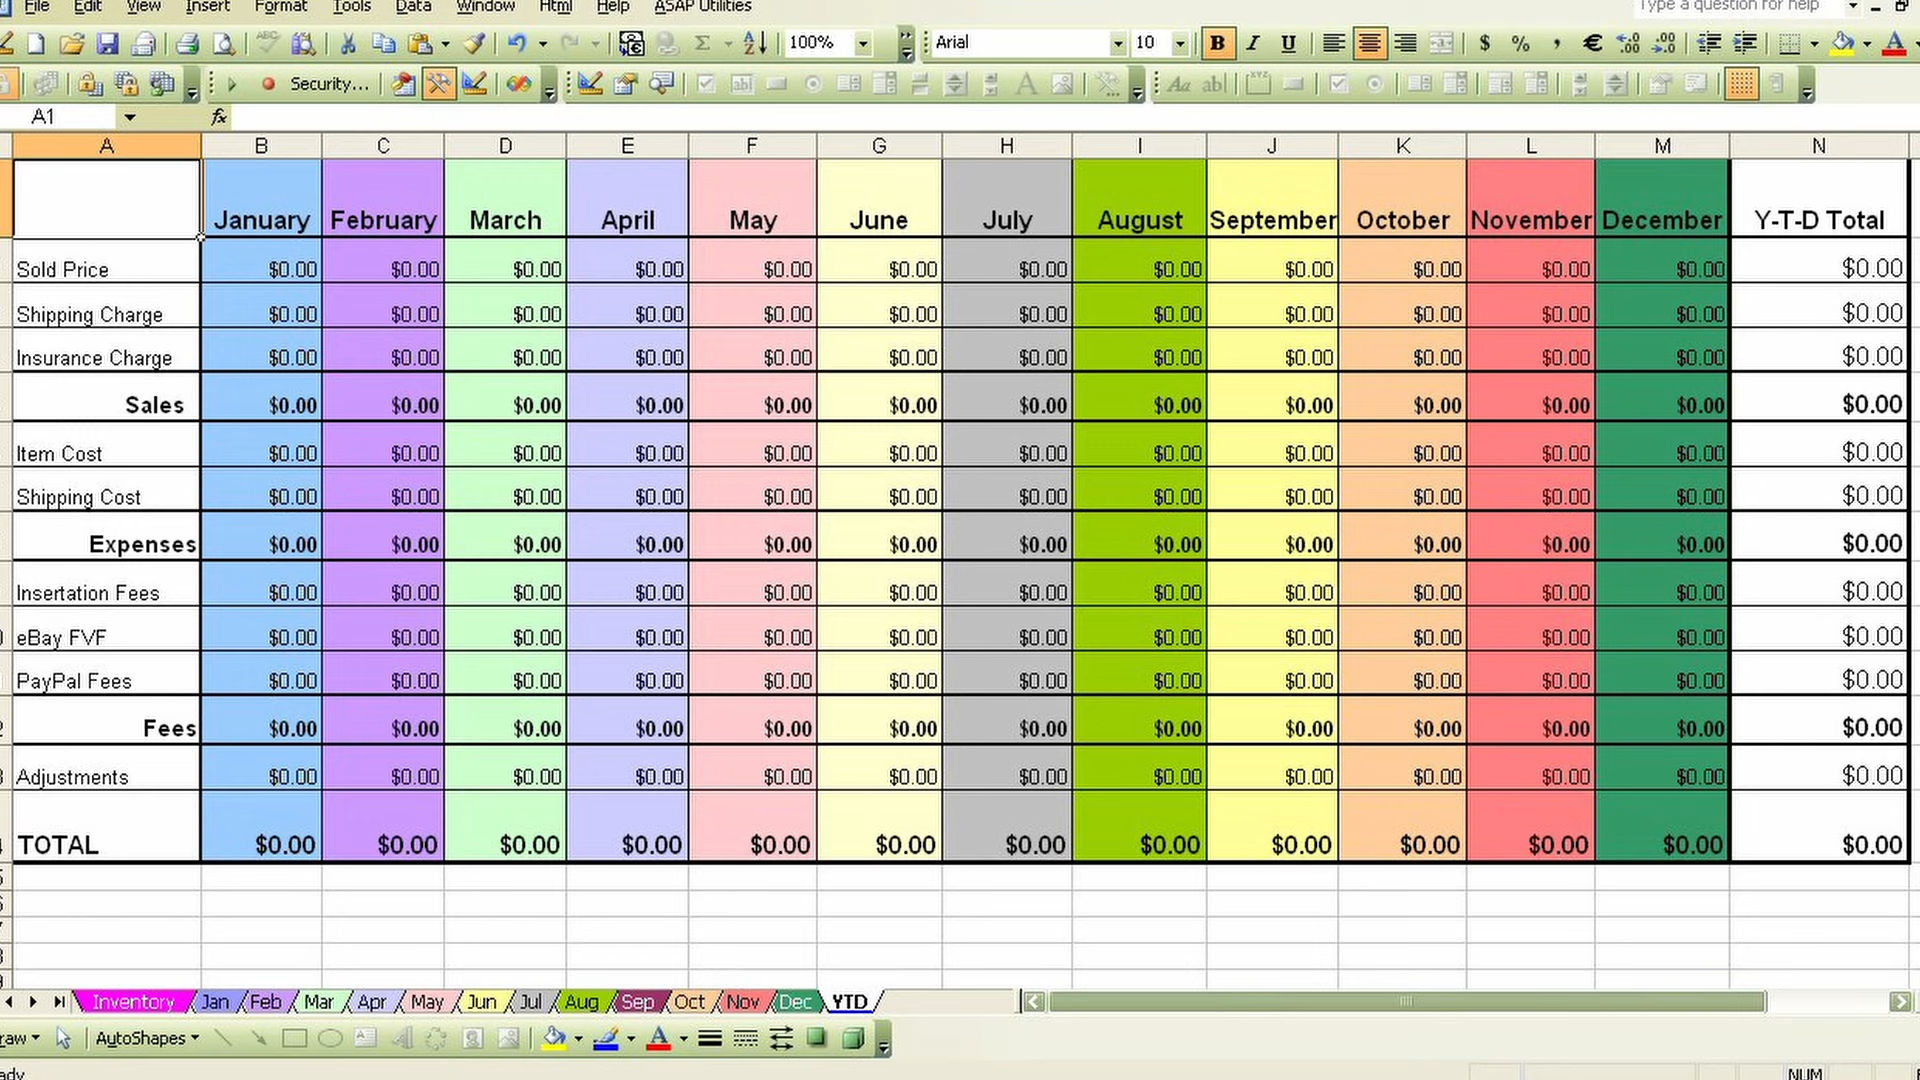 File Edit View Insert Format Tools Data Window Html Help ASAP Utilities Type a question for help
100% Arial 10 B I U $ % , €
Security...
A1 fx
A B C D E F G H I J K L M N
January February March April May June July August September October November December Y-T-D Total
Sold Price $0.00 $0.00 $0.00 $0.00 $0.00 $0.00 $0.00 $0.00 $0.00 $0.00 $0.00 $0.00 $0.00
Shipping Charge $0.00 $0.00 $0.00 $0.00 $0.00 $0.00 $0.00 $0.00 $0.00 $0.00 $0.00 $0.00 $0.00
Insurance Charge $0.00 $0.00 $0.00 $0.00 $0.00 $0.00 $0.00 $0.00 $0.00 $0.00 $0.00 $0.00 $0.00
Sales $0.00 $0.00 $0.00 $0.00 $0.00 $0.00 $0.00 $0.00 $0.00 $0.00 $0.00 $0.00 $0.00
Item Cost $0.00 $0.00 $0.00 $0.00 $0.00 $0.00 $0.00 $0.00 $0.00 $0.00 $0.00 $0.00 $0.00
Shipping Cost $0.00 $0.00 $0.00 $0.00 $0.00 $0.00 $0.00 $0.00 $0.00 $0.00 $0.00 $0.00 $0.00
Expenses $0.00 $0.00 $0.00 $0.00 $0.00 $0.00 $0.00 $0.00 $0.00 $0.00 $0.00 $0.00 $0.00
Insertation Fees $0.00 $0.00 $0.00 $0.00 $0.00 $0.00 $0.00 $0.00 $0.00 $0.00 $0.00 $0.00 $0.00
eBay FVF $0.00 $0.00 $0.00 $0.00 $0.00 $0.00 $0.00 $0.00 $0.00 $0.00 $0.00 $0.00 $0.00
PayPal Fees $0.00 $0.00 $0.00 $0.00 $0.00 $0.00 $0.00 $0.00 $0.00 $0.00 $0.00 $0.00 $0.00
Fees $0.00 $0.00 $0.00 $0.00 $0.00 $0.00 $0.00 $0.00 $0.00 $0.00 $0.00 $0.00 $0.00
Adjustments $0.00 $0.00 $0.00 $0.00 $0.00 $0.00 $0.00 $0.00 $0.00 $0.00 $0.00 $0.00 $0.00
TOTAL $0.00 $0.00 $0.00 $0.00 $0.00 $0.00 $0.00 $0.00 $0.00 $0.00 $0.00 $0.00 $0.00
Inventory Jan Feb Mar Apr May Jun Jul Aug Sep Oct Nov Dec YTD
raw AutoShapes
ady NUM